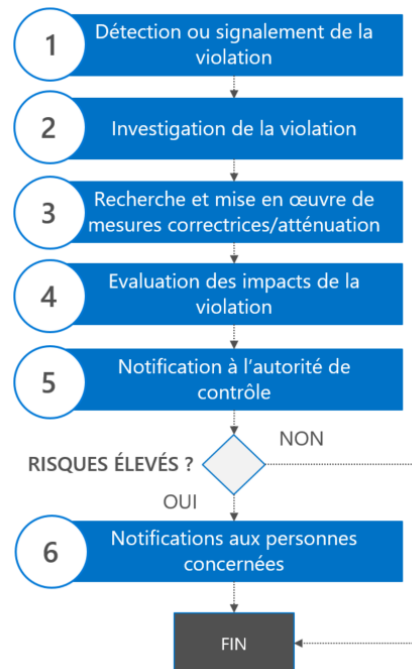 1
Détection ou signalement de la
violation
2
Investigation de la violation
3
Recherche et mise en œuvre de
mesures correctrices/atténuation
4
Evaluation des impacts de la
violation
5
Notification à l'autorité de
contrôle
NON
RISQUES ÉLEVÉS ?
OUI
6
Notifications aux personnes
concernées
FIN